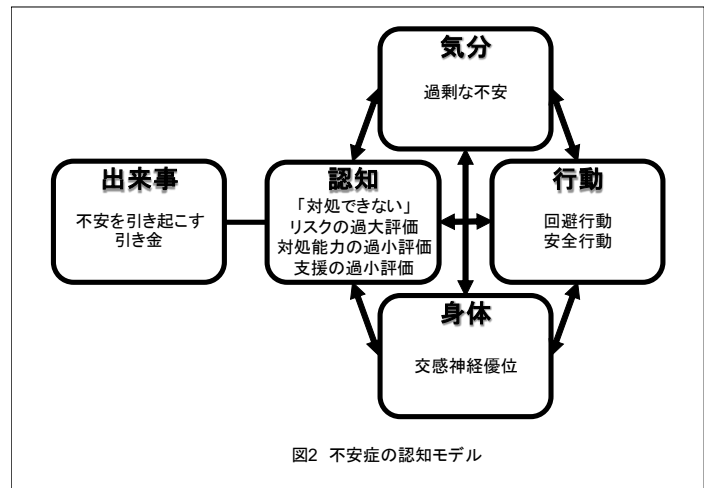 気分
過剰な不安
出来事
不安を引き起こす
引き金
認知
「対処できない」
リスクの過大評価
対処能力の過小評価
支援の過小評価
行動
回避行動
安全行動
身体
交感神経優位
図2 不安症の認知モデル